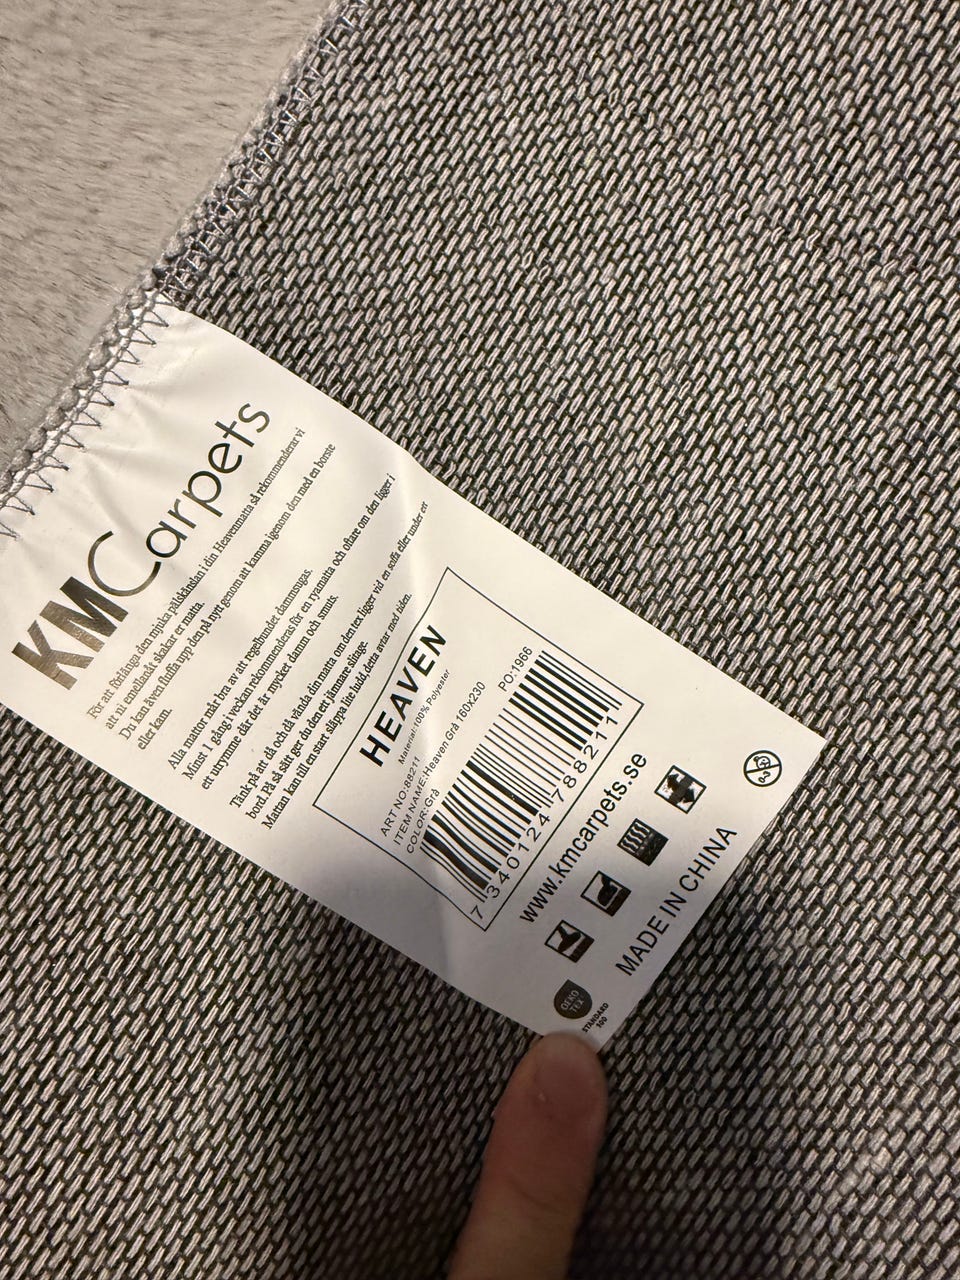 KMCarpets
För att förlänga den mjuka pälskänslan i din Heavenmatta så rekommenderar vi
att ni emellanåt skakar er matta.
Du kan även fluffa upp den på nytt genom att kamma igenom den med en borste
eller kam.
Alla mattor mår bra av att regelbundet dammsugas.
Minst 1 gång i veckan rekommenderas för en ryamatta och oftare om den ligger i
ett utrymme där det är mycket damm och smuts.
Tänk på att då och då vända din matta om den tex ligger vid en soffa eller under ett
bord. På så sätt ger du den ett jämnare slitage.
Mattan kan till en start släppa lite ludd, detta avtar med tiden.
HEAVEN
Material:100% Polyester
ART NO:88211
ITEM NAME:Heaven Grå 160x230
COLOR: Grå
PO:1966
7 340124 788211
www.kmcarpets.se
MADE IN CHINA
OEKO
TEX
STANDARD
100